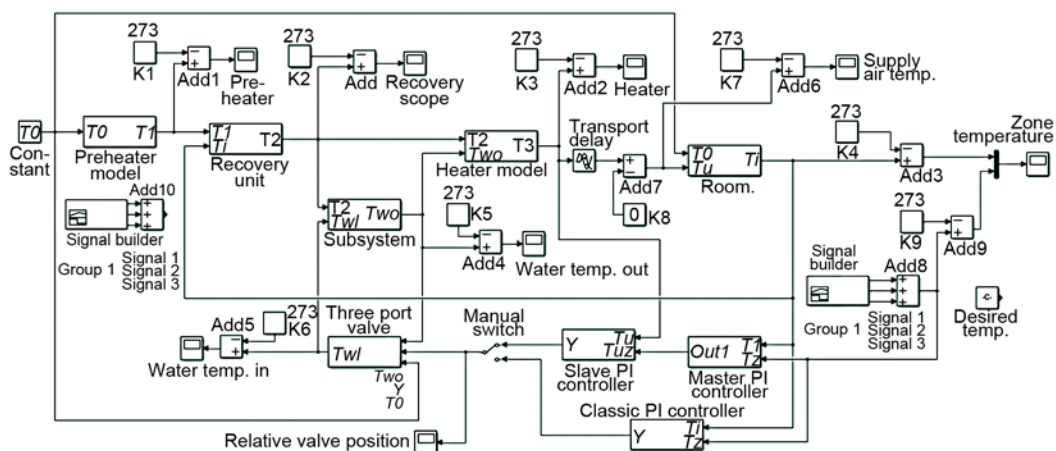 273
K1
Add1
Pre-
heater
273
K2
Add
Recovery
scope
273
K3
Add2
Heater
273
K7
Add6
Supply
air temp.
T0
Con-
stant
T0
T1
Preheater
model
T1
Ti
T2
Recovery
unit
T2
Two
T3
Heater model
Transport
delay
Add7
0
K8
T0
Tu
Ti
Room.
273
K4
Add3
Zone
temperature
Add10
Signal builder
Group 1
Signal 1
Signal 2
Signal 3
T2
Twl
Two
Subsystem
273
K5
Add4
Water temp. out
273
K9
Add9
Signal
builder
Group 1
Add8
Signal 1
Signal 2
Signal 3
-C-
Desired
temp.
Add5
273
K6
Water temp. in
Three port
valve
Twl
Two
Y
T0
Manual
switch
Y
Tu
Tuz
Slave PI
controller
Out1
T1
Tz
Master PI
controller
Classic PI controller
Y
Ti
Tz
Relative valve position